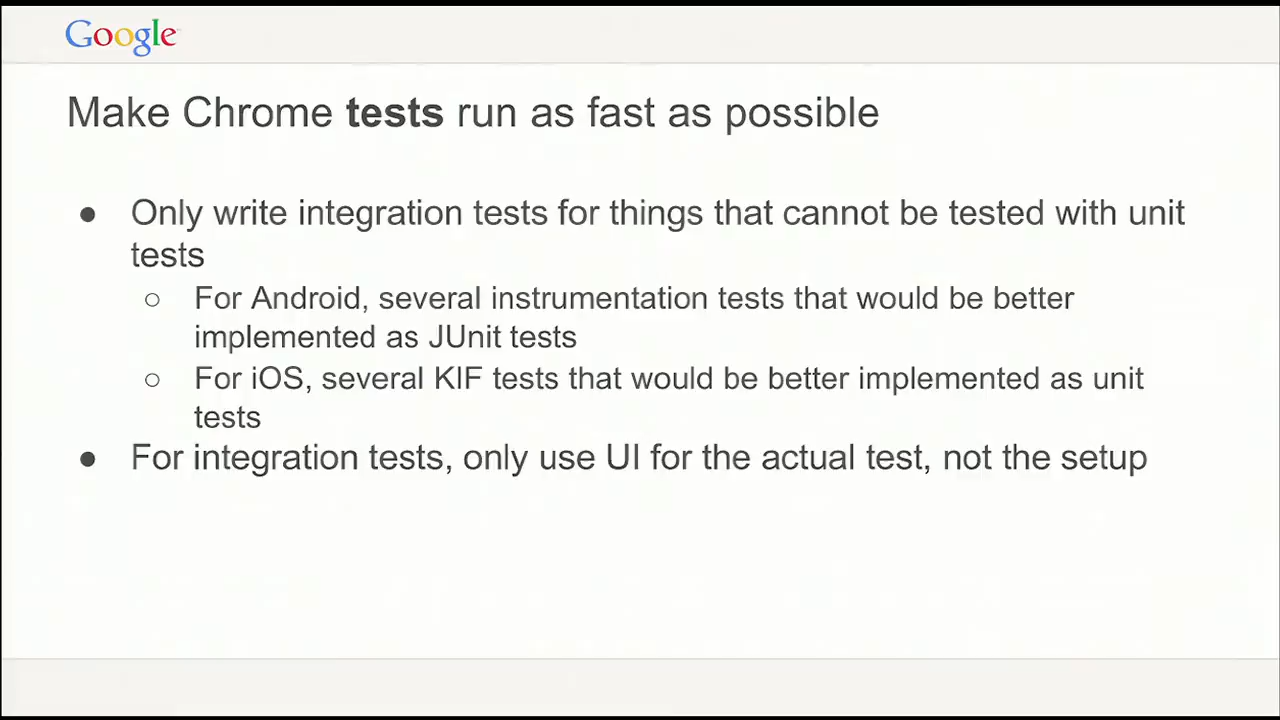 Google
Make Chrome tests run as fast as possible
● Only write integration tests for things that cannot be tested with unit
tests
○ For Android, several instrumentation tests that would be better
implemented as JUnit tests
○ For iOS, several KIF tests that would be better implemented as unit
tests
● For integration tests, only use UI for the actual test, not the setup